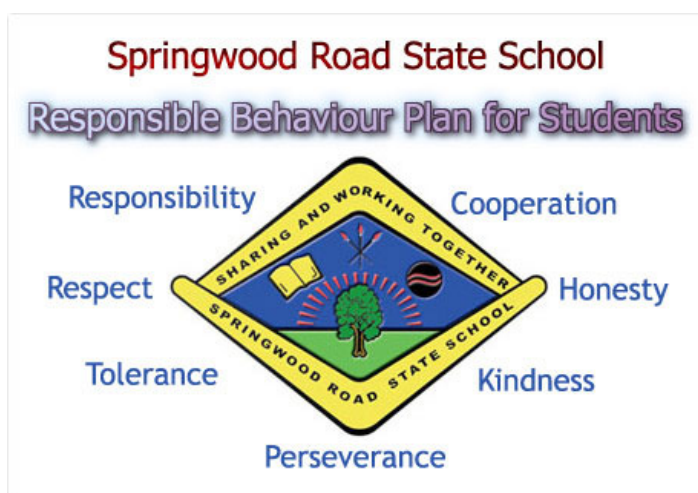 Springwood Road State School
Responsible Behaviour Plan for Students
Responsibility
Cooperation
SHARING AND WORKING TOGETHER
Respect
Honesty
SPRINGWOOD ROAD STATE SCHOOL
Tolerance
Kindness
Perseverance